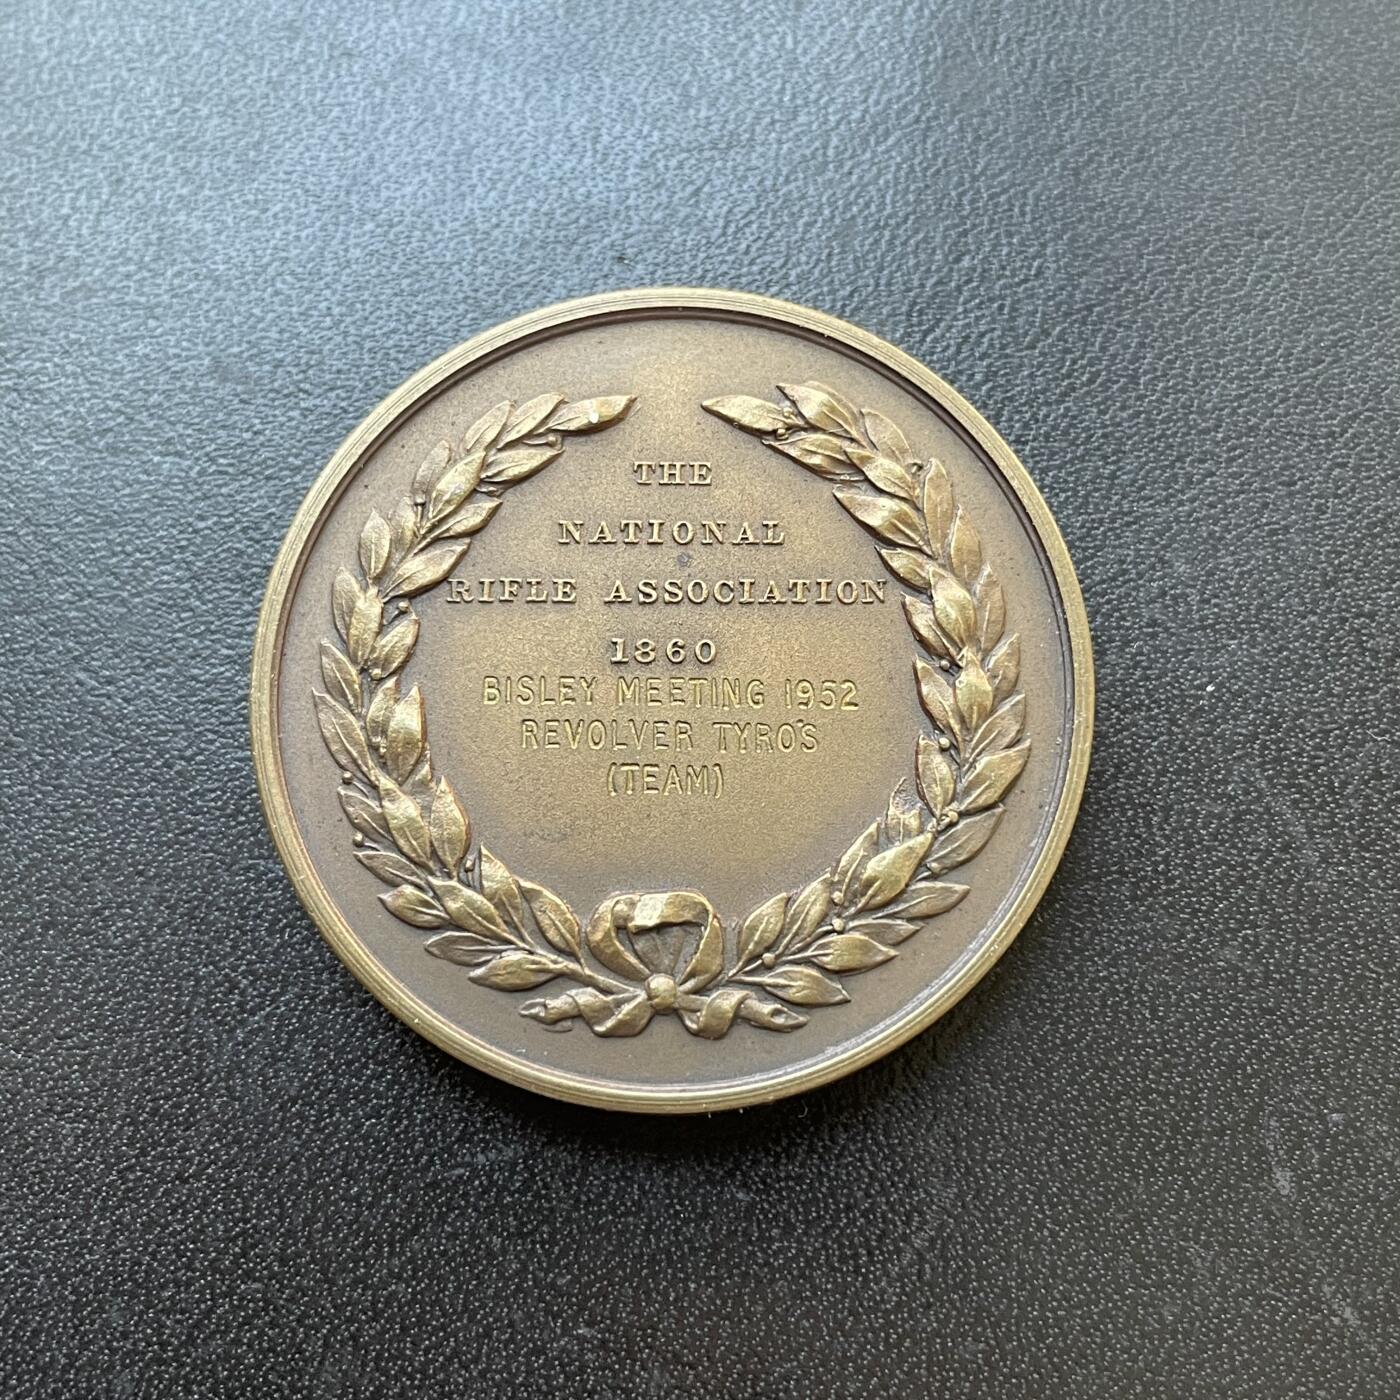 THE
NATIONAL
RIFLE ASSOCIATION
1860
BISLEY MEETING 1952
REVOLVER TYRO'S
(TEAM)